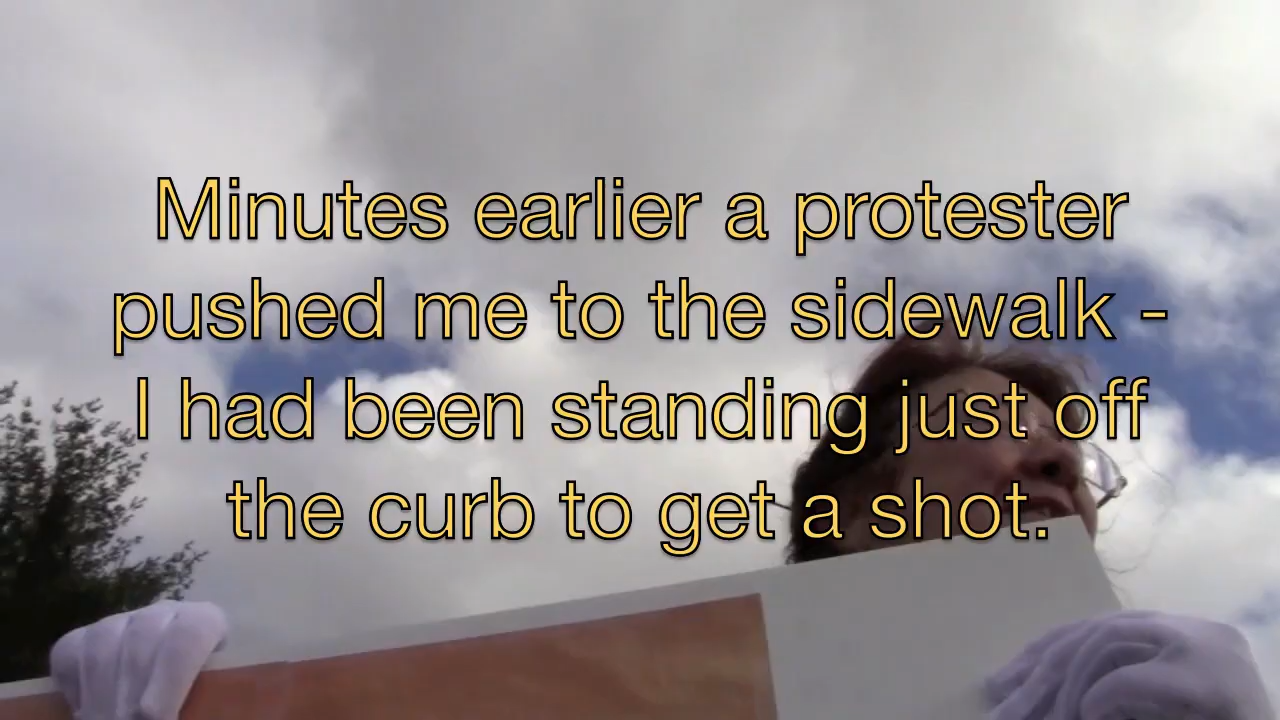 Minutes earlier a protester
pushed me to the sidewalk -
I had been standing just off
the curb to get a shot.